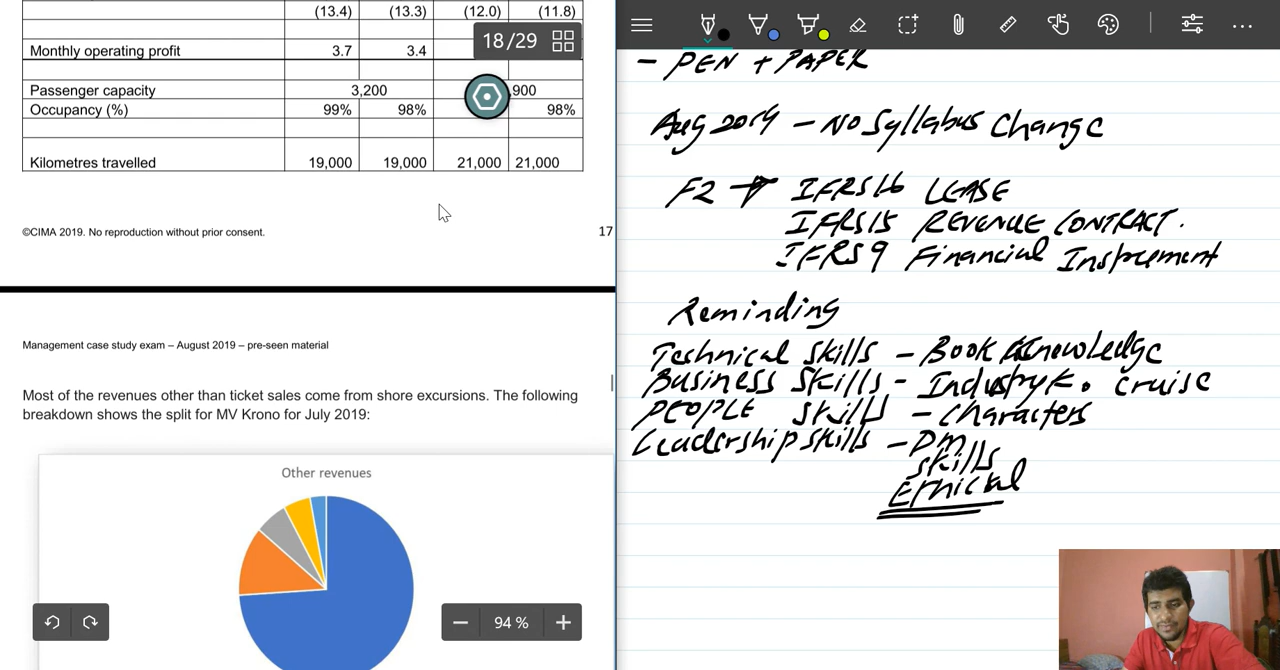 (13.4) (13.3) (12.0) (11.8)
18/29
Monthly operating profit 3.7 3.4
Passenger capacity 3,200 900
Occupancy (%) 99% 98% 98%
Kilometres travelled 19,000 19,000 21,000 21,000
©CIMA 2019. No reproduction without prior consent. 17
Management case study exam – August 2019 – pre-seen material
Most of the revenues other than ticket sales come from shore excursions. The following
breakdown shows the split for MV Krono for July 2019:
Other revenues
94 %
- PEN + PAPER
Aug 2019 - No Syllabus Change
F2 → IFRS16 LEASE
IFRS15 REVENUE CONTRACT.
IFRS9 Financial Instrument
Reminding
Technical skills - Book Knowledge
Business skills - Industry K. cruise
PEOPLE skills - characters
Leadership skills - DM
skills
Ethical